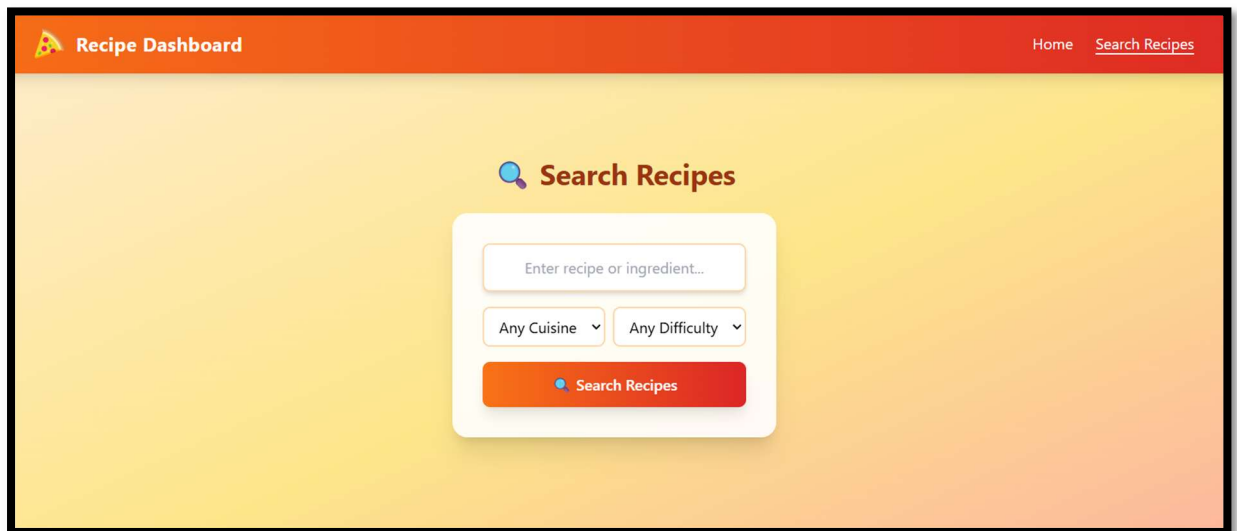 Recipe Dashboard
Home Search Recipes
Search Recipes
Enter recipe or ingredient...
Any Cuisine Any Difficulty
Search Recipes